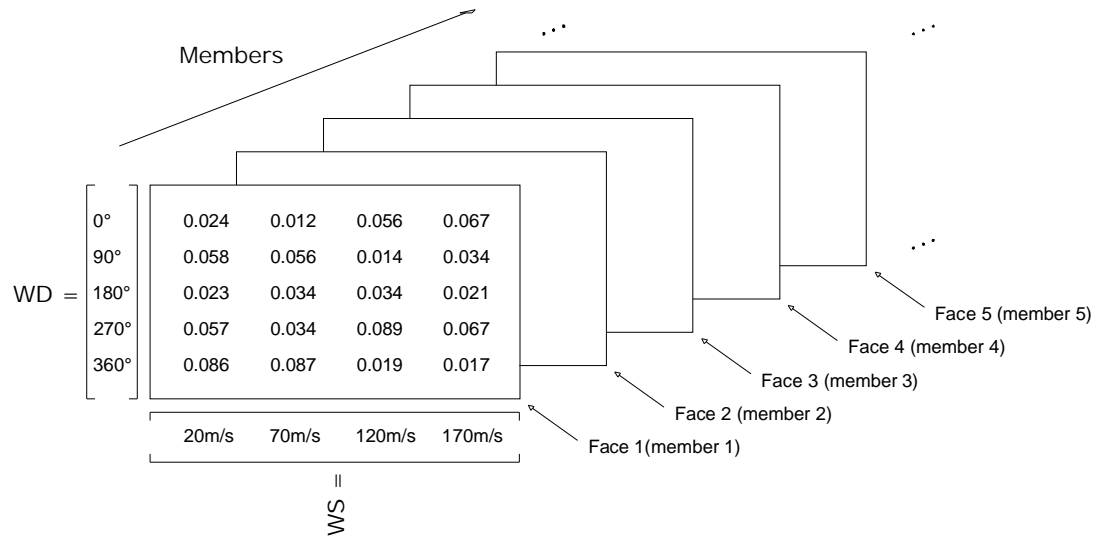 Members
0° 0.024 0.012 0.056 0.067
90° 0.058 0.056 0.014 0.034
WD = 180° 0.023 0.034 0.034 0.021
270° 0.057 0.034 0.089 0.067
360° 0.086 0.087 0.019 0.017
20m/s 70m/s 120m/s 170m/s
WS =
Face 5 (member 5)
Face 4 (member 4)
Face 3 (member 3)
Face 2 (member 2)
Face 1(member 1)